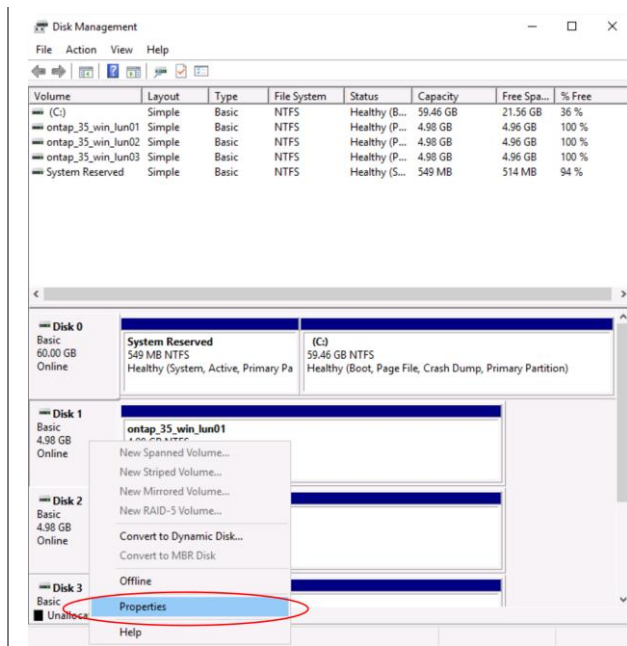 Disk Management
File Action View Help
Volume Layout Type File System Status Capacity Free Spa... % Free
(C:) Simple Basic NTFS Healthy (B... 59.46 GB 21.56 GB 36 %
ontap_35_win_lun01 Simple Basic NTFS Healthy (P... 4.98 GB 4.96 GB 100 %
ontap_35_win_lun02 Simple Basic NTFS Healthy (P... 4.98 GB 4.96 GB 100 %
ontap_35_win_lun03 Simple Basic NTFS Healthy (P... 4.98 GB 4.96 GB 100 %
System Reserved Simple Basic NTFS Healthy (S... 549 MB 514 MB 94 %
Disk 0
Basic
60.00 GB
Online
System Reserved
549 MB NTFS
Healthy (System, Active, Primary Pa
(C:)
59.46 GB NTFS
Healthy (Boot, Page File, Crash Dump, Primary Partition)
Disk 1
Basic
4.98 GB
Online
ontap_35_win_lun01
New Spanned Volume...
New Striped Volume...
New Mirrored Volume...
New RAID-5 Volume...
Convert to Dynamic Disk...
Convert to MBR Disk
Offline
Properties
Help
Disk 2
Basic
4.98 GB
Online
Disk 3
Basic